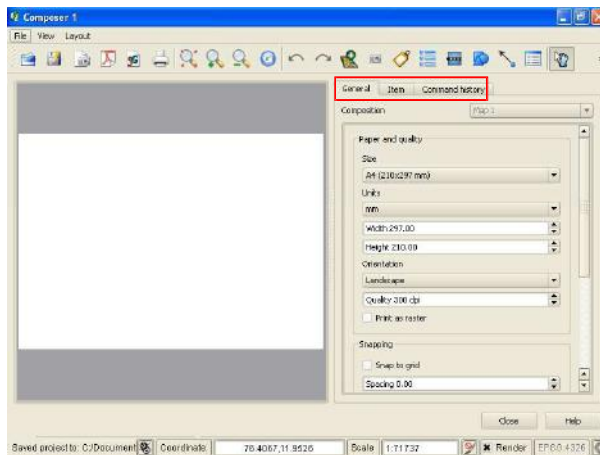 Composer 1
File View Layout
General Item Command history
Composition Map 1
Paper and quality
Size
A4 (210x297 mm)
Units
mm
Width 297.00
Height 210.00
Orientation
Landscape
Quality 300 dpi
Print as raster
Snapping
Snap to grid
Spacing 0.00
Close Help
Saved project to: C:/Document Coordinate: 76.4067,11.9526 Scale 1:71737 Render EPSG:4326